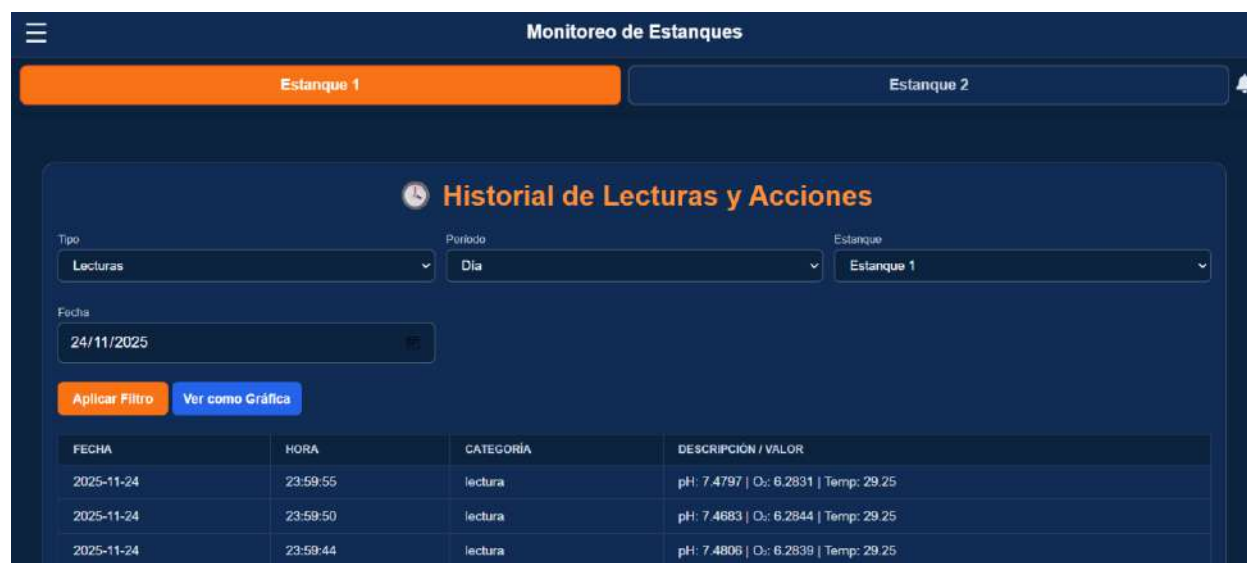 Monitoreo de Estanques
Estanque 1 Estanque 2
Historial de Lecturas y Acciones
Tipo Período Estanque
Lecturas Día Estanque 1
Fecha
24/11/2025
Aplicar Filtro Ver como Gráfica
FECHA HORA CATEGORÍA DESCRIPCIÓN / VALOR
2025-11-24 23:59:55 lectura pH: 7.4797 | O₂: 6.2831 | Temp: 29.25
2025-11-24 23:59:50 lectura pH: 7.4683 | O₂: 6.2844 | Temp: 29.25
2025-11-24 23:59:44 lectura pH: 7.4806 | O₂: 6.2839 | Temp: 29.25